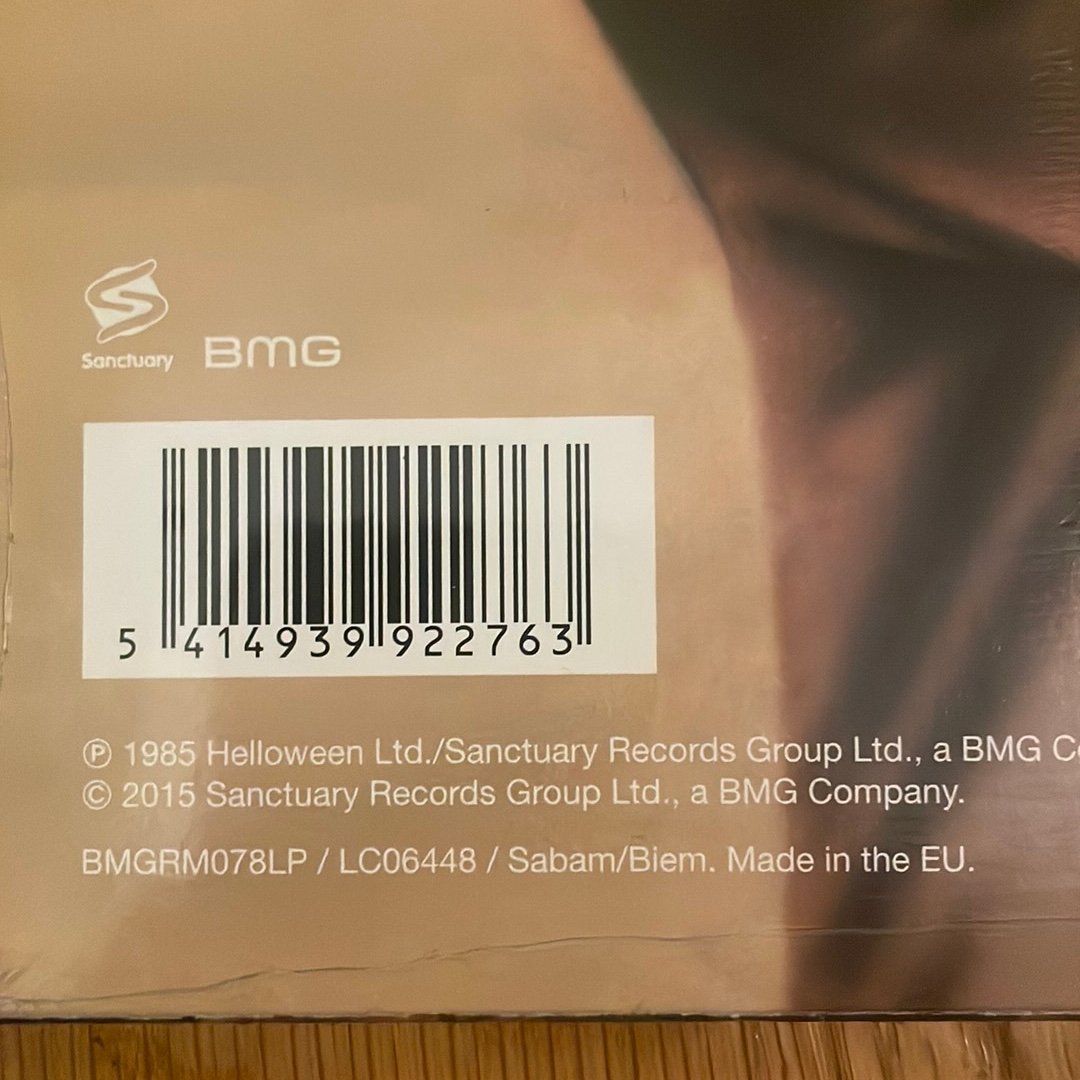 Sanctuary BMG
5 414939 922763
℗ 1985 Helloween Ltd./Sanctuary Records Group Ltd., a BMG
© 2015 Sanctuary Records Group Ltd., a BMG Company.
BMGRM078LP / LC06448 / Sabam/Biem. Made in the EU.